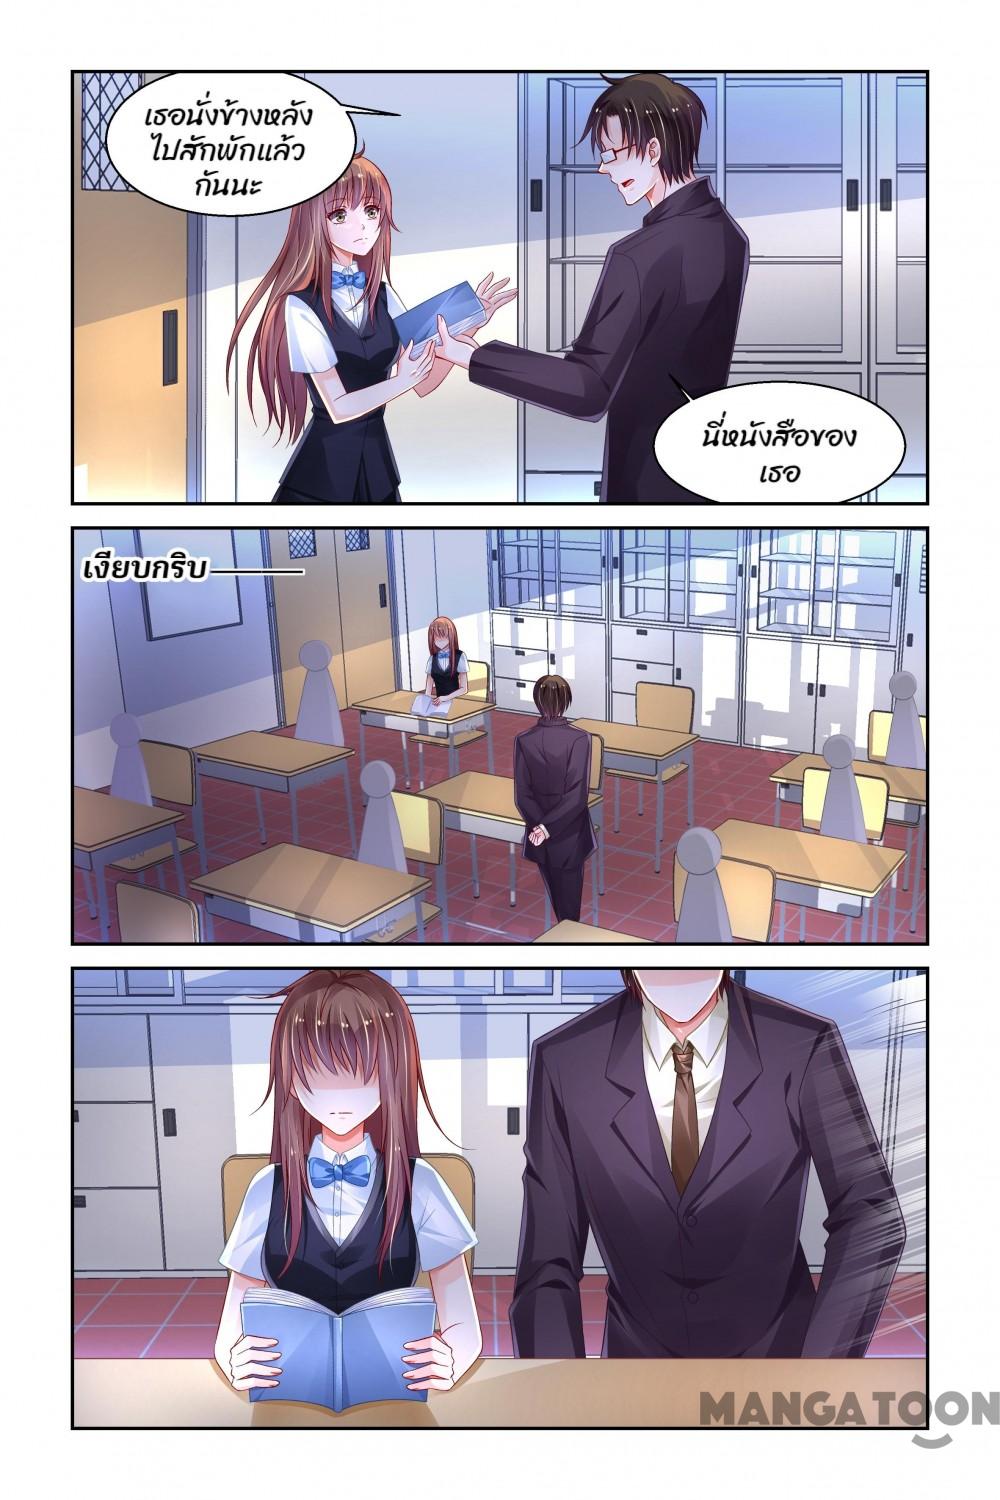 เธอนั่งข้างหลัง
ไปสักพักแล้ว
กันนะ
นี่หนังสือของ
เธอ
เงียบกริบ———
MANGATOON